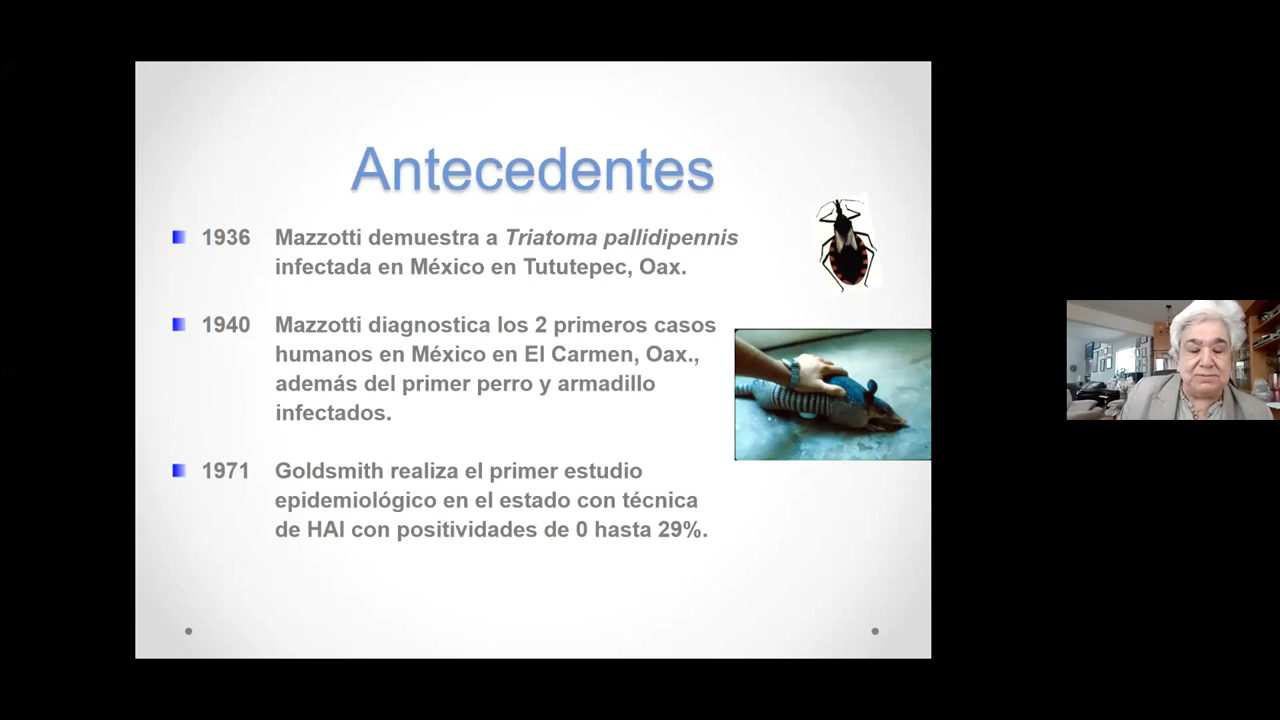 Antecedentes
1936 Mazzotti demuestra a Triatoma pallidipennis
infectada en México en Tututepec, Oax.
1940 Mazzotti diagnostica los 2 primeros casos
humanos en México en El Carmen, Oax.,
además del primer perro y armadillo
infectados.
1971 Goldsmith realiza el primer estudio
epidemiológico en el estado con técnica
de HAI con positividades de 0 hasta 29%.